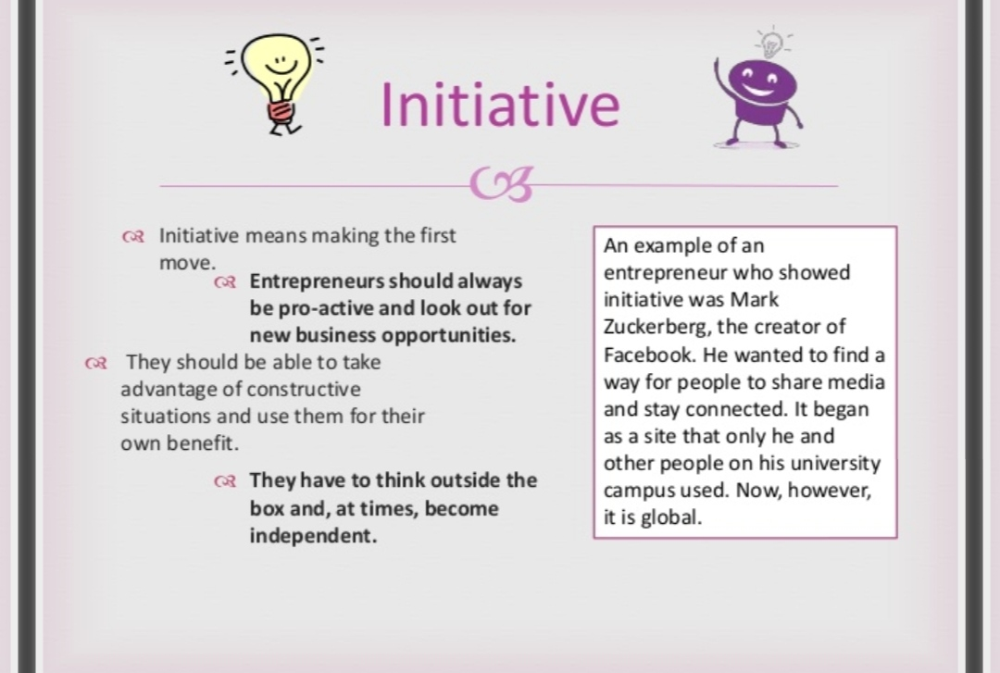 Initiative
Initiative means making the first
move.
Entrepreneurs should always
be pro-active and look out for
new business opportunities.
They should be able to take
advantage of constructive
situations and use them for their
own benefit.
They have to think outside the
box and, at times, become
independent.
An example of an
entrepreneur who showed
initiative was Mark
Zuckerberg, the creator of
Facebook. He wanted to find a
way for people to share media
and stay connected. It began
as a site that only he and
other people on his university
campus used. Now, however,
it is global.